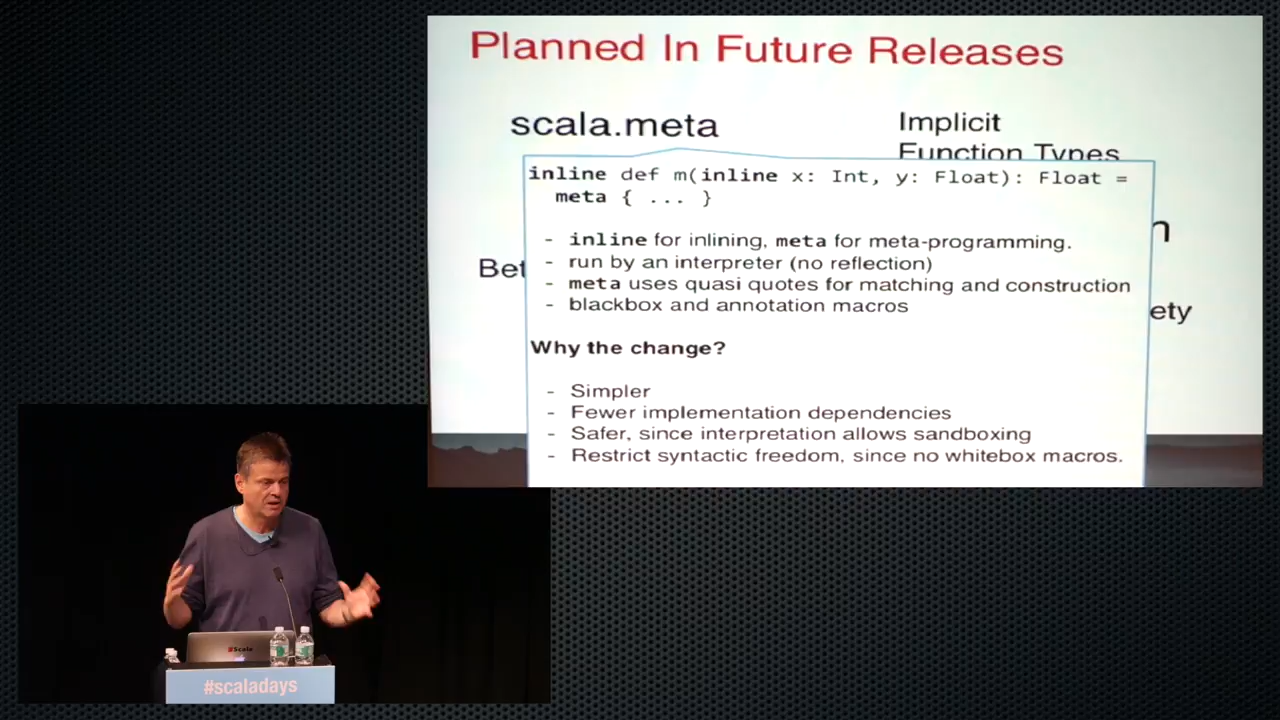 Planned In Future Releases
scala.meta
Implicit
Function Types
inline def m(inline x: Int, y: Float): Float =
meta { ... }
- inline for inlining, meta for meta-programming.
- run by an interpreter (no reflection)
- meta uses quasi quotes for matching and construction
- blackbox and annotation macros
Bet
n
ety
Why the change?
- Simpler
- Fewer implementation dependencies
- Safer, since interpretation allows sandboxing
- Restrict syntactic freedom, since no whitebox macros.
Scala
#scaladays